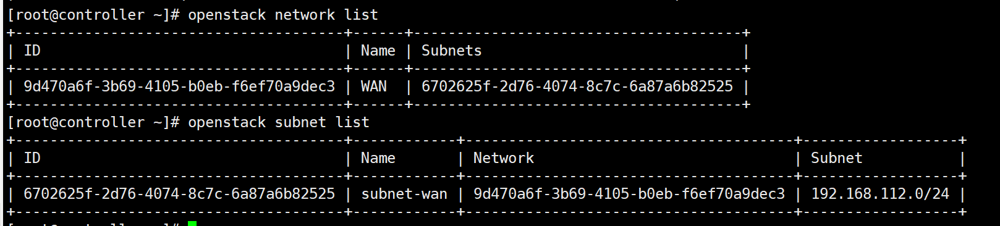 [root@controller ~]# openstack network list
+--------------------------------------+------+--------------------------------------+
| ID                                   | Name | Subnets                              |
+--------------------------------------+------+--------------------------------------+
| 9d470a6f-3b69-4105-b0eb-f6ef70a9dec3 | WAN  | 6702625f-2d76-4074-8c7c-6a87a6b82525 |
+--------------------------------------+------+--------------------------------------+
[root@controller ~]# openstack subnet list
+--------------------------------------+------------+--------------------------------------+------------------+
| ID                                   | Name       | Network                              | Subnet           |
+--------------------------------------+------------+--------------------------------------+------------------+
| 6702625f-2d76-4074-8c7c-6a87a6b82525 | subnet-wan | 9d470a6f-3b69-4105-b0eb-f6ef70a9dec3 | 192.168.112.0/24 |
+--------------------------------------+------------+--------------------------------------+------------------+